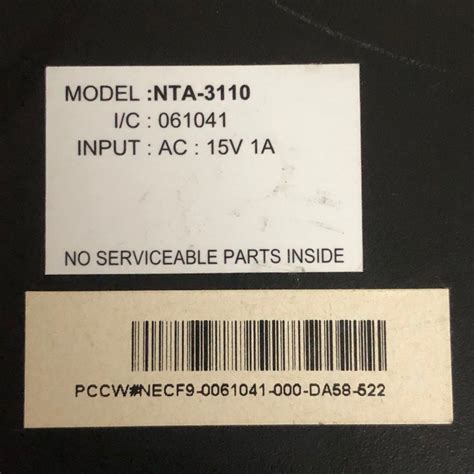 MODEL :NTA-3110
I/C : 061041
INPUT : AC : 15V 1A
NO SERVICEABLE PARTS INSIDE
PCCW#NECF9-0061041-000-DA58-522